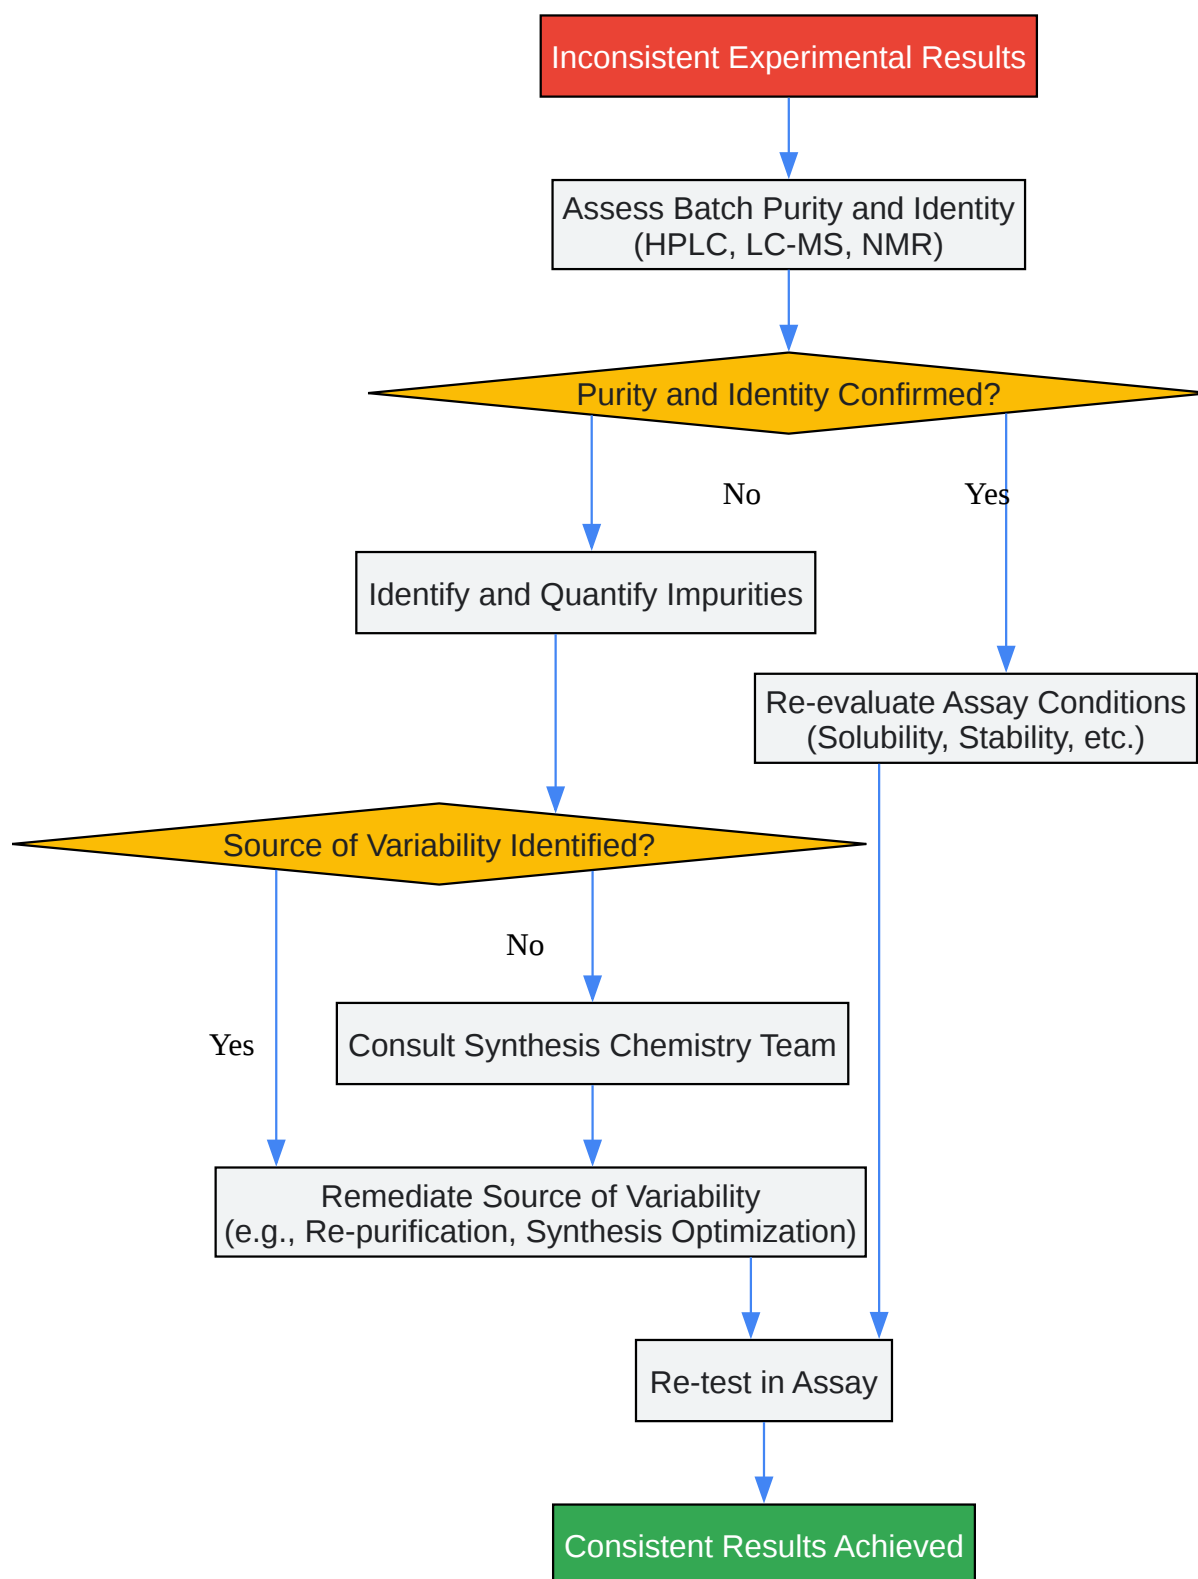 Inconsistent Experimental Results
Assess Batch Purity and Identity
(HPLC, LC-MS, NMR)
Purity and Identity Confirmed?
No
Yes
Identify and Quantify Impurities
Re-evaluate Assay Conditions
(Solubility, Stability, etc.)
Source of Variability Identified?
No
Yes
Consult Synthesis Chemistry Team
Remediate Source of Variability
(e.g., Re-purification, Synthesis Optimization)
Re-test in Assay
Consistent Results Achieved